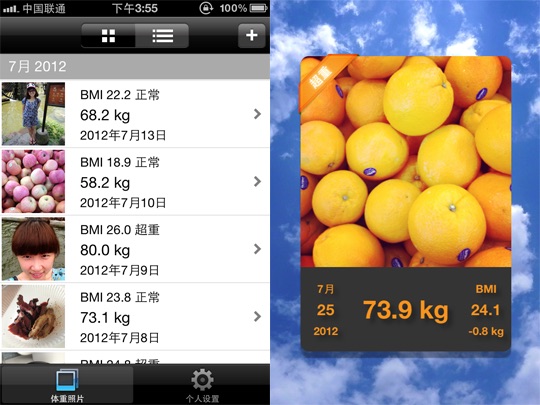 中国联通 下午3:55 100%
7月 2012
BMI 22.2 正常
68.2 kg
2012年7月13日
BMI 18.9 正常
58.2 kg
2012年7月10日
BMI 26.0 超重
80.0 kg
2012年7月9日
BMI 23.8 正常
73.1 kg
2012年7月8日
体重照片
个人设置
超重
7月
25
2012
73.9 kg
BMI
24.1
-0.8 kg